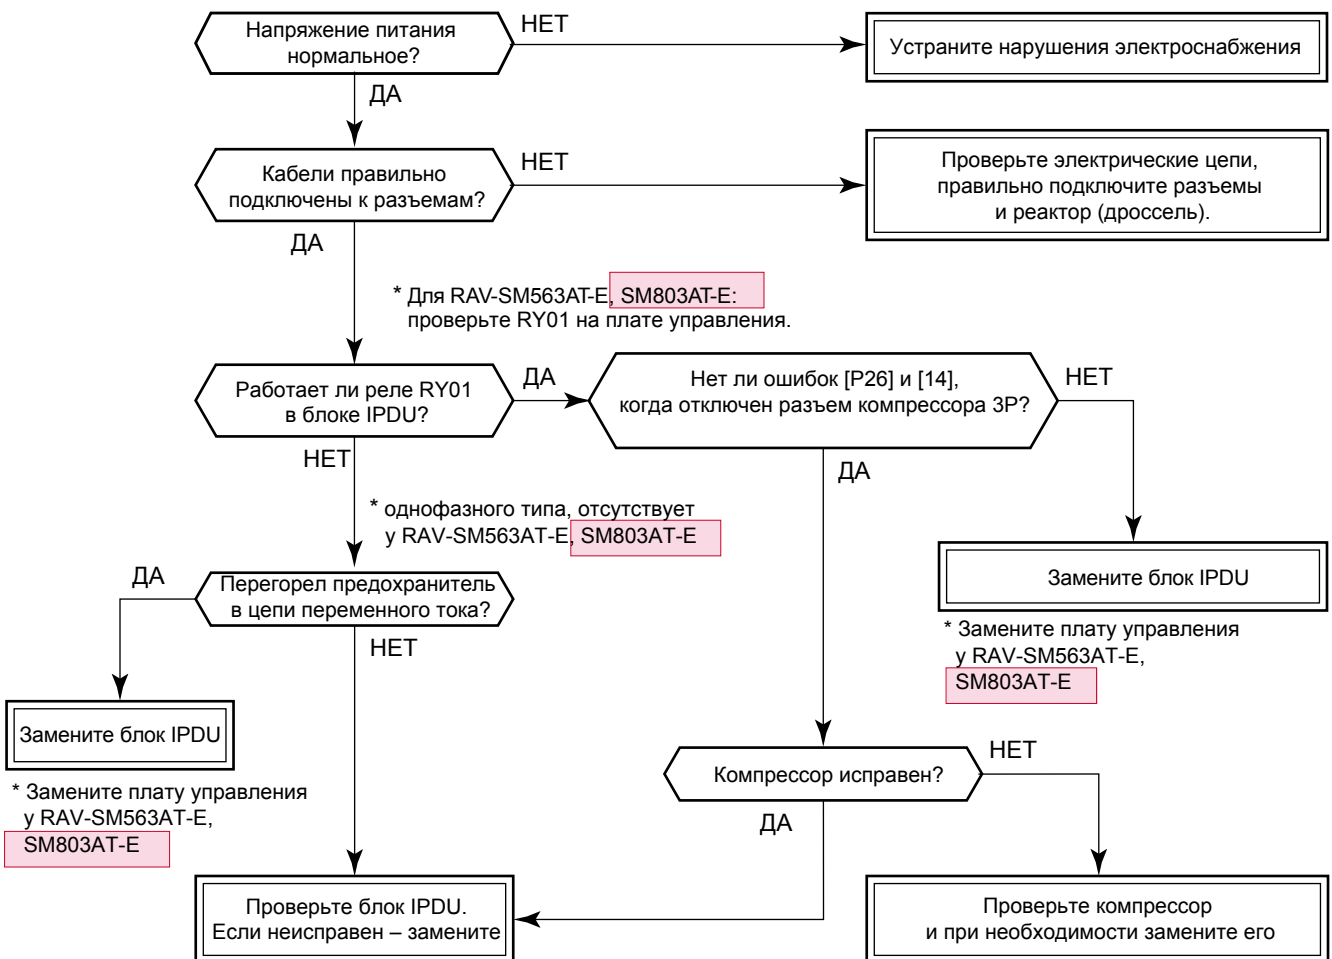 Напряжение питания
нормальное?
НЕТ
Устраните нарушения электроснабжения
ДА
Кабели правильно
подключены к разъемам?
НЕТ
Проверьте электрические цепи,
правильно подключите разъемы
и реактор (дроссель).
ДА
* Для RAV-SM563AT-E, SM803AT-E:
проверьте RY01 на плате управления.
Работает ли реле RY01
в блоке IPDU?
ДА
Нет ли ошибок [P26] и [14],
когда отключен разъем компрессора 3P?
НЕТ
НЕТ
ДА
* однофазного типа, отсутствует
у RAV-SM563AT-E, SM803AT-E
ДА
Перегорел предохранитель
в цепи переменного тока?
Замените блок IPDU
НЕТ
* Замените плату управления
у RAV-SM563AT-E,
SM803AT-E
Замените блок IPDU
* Замените плату управления
у RAV-SM563AT-E,
SM803AT-E
Компрессор исправен?
НЕТ
ДА
Проверьте блок IPDU.
Если неисправен – замените
Проверьте компрессор
и при необходимости замените его